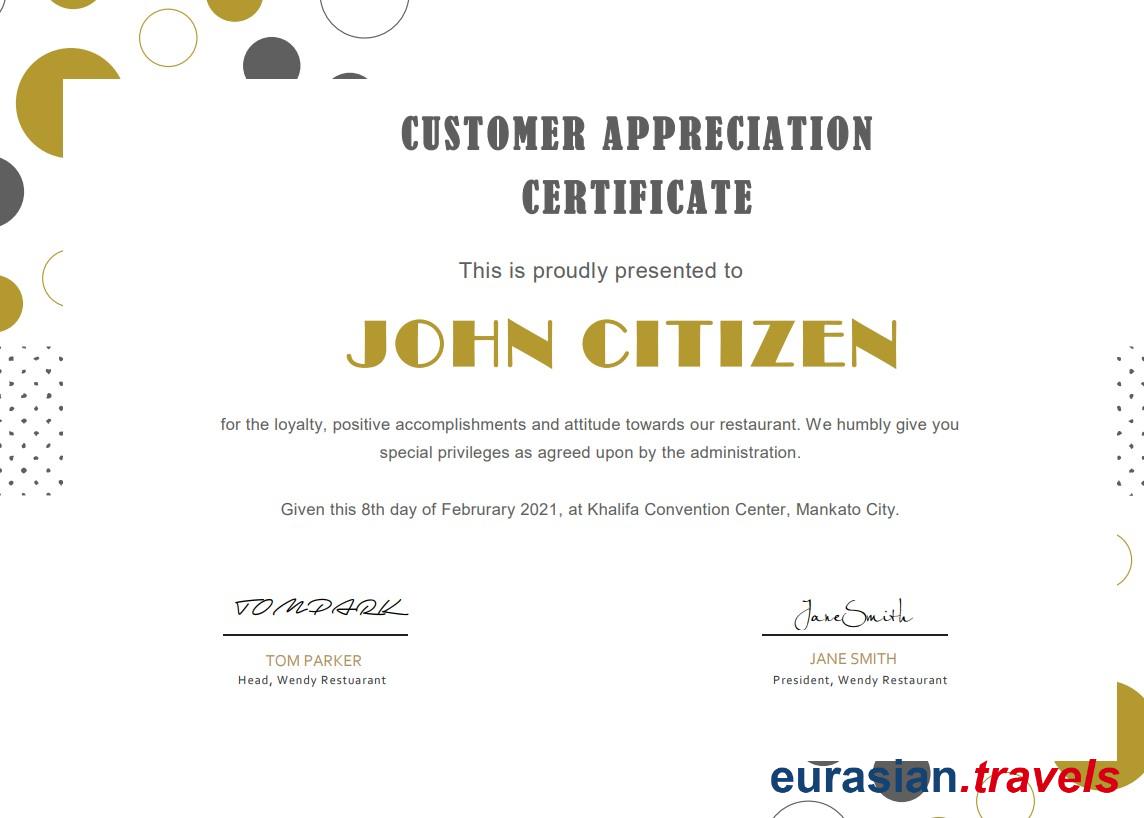 CUSTOMER APPRECIATION
CERTIFICATE
This is proudly presented to
JOHN CITIZEN
for the loyalty, positive accomplishments and attitude towards our restaurant. We humbly give you
special privileges as agreed upon by the administration.
Given this 8th day of Februrary 2021, at Khalifa Convention Center, Mankato City.
TOMPARK
TOM PARKER
Head, Wendy Restuarant
JaneSmith
JANE SMITH
President, Wendy Restaurant
eurasian.travels